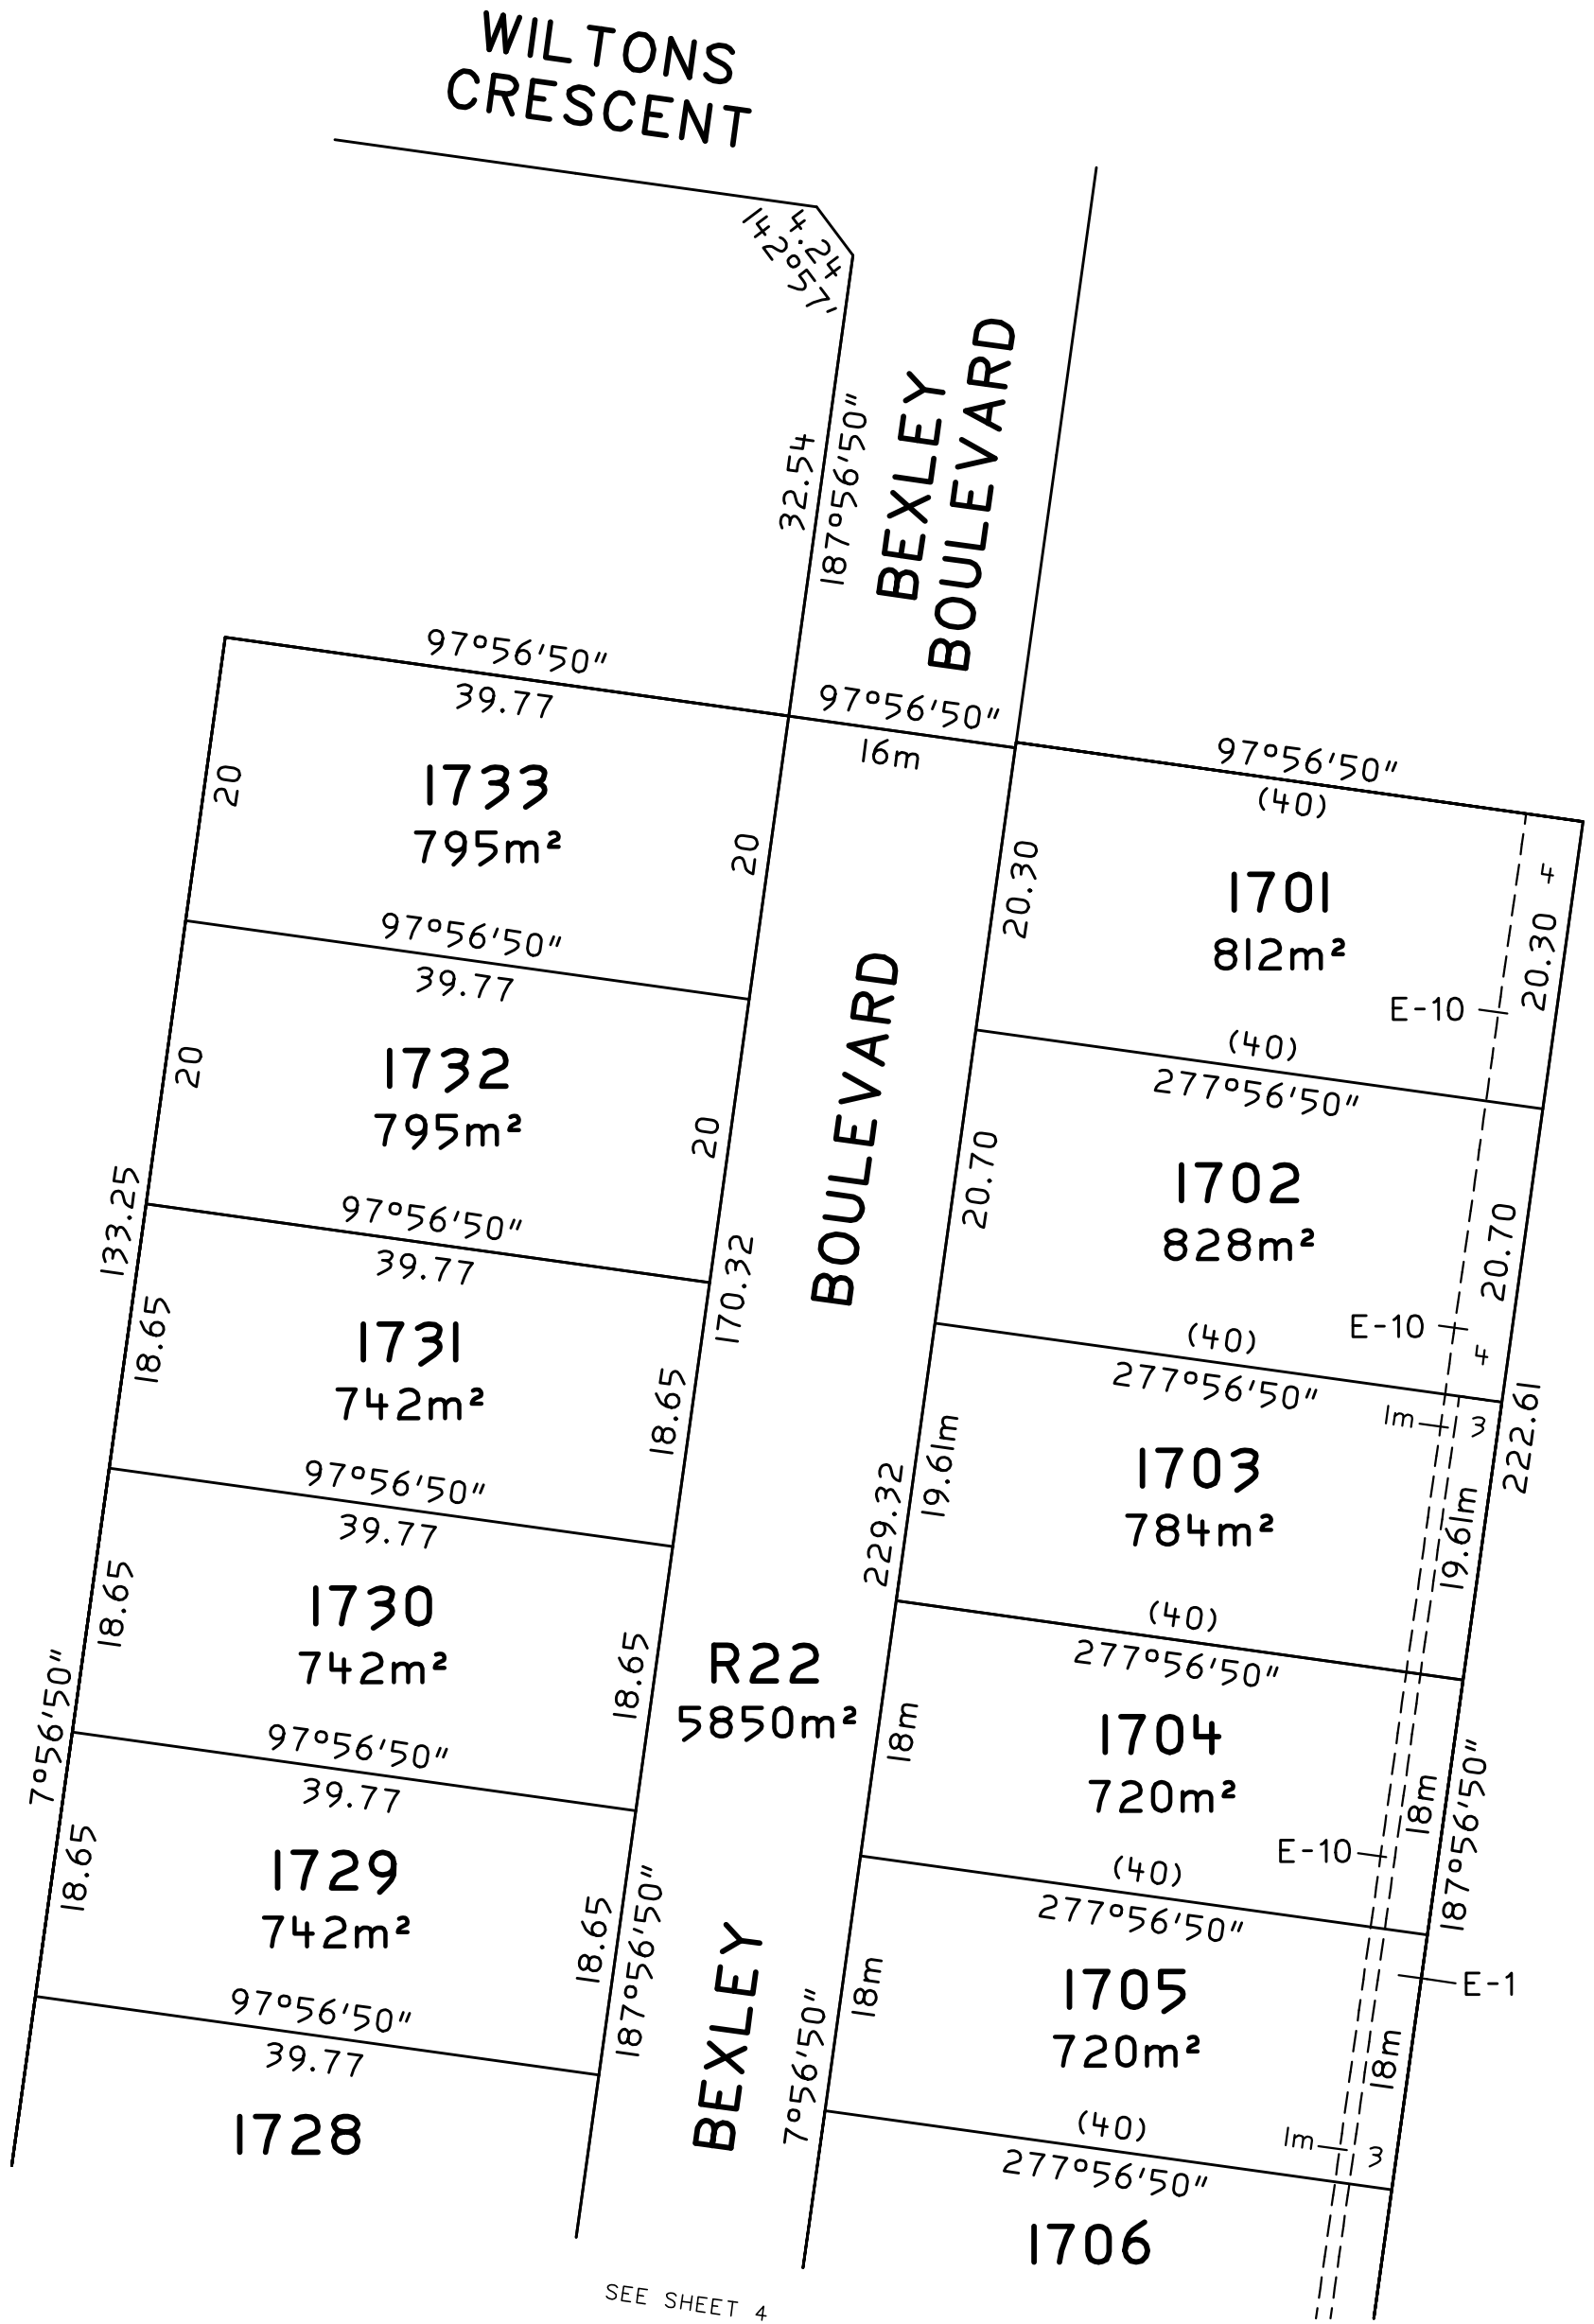 WILTONS
CRESCENT
4.24
142°57'
32.54
187°56'50"
BEXLEY
BOULEVARD
97°56'50"
39.77
97°56'50"
16m
97°56'50"
(40)
20
1733
795m²
20
20.30
1701
812m²
4
20.30
E-10
97°56'50"
39.77
(40)
277°56'50"
20
1732
795m²
20
BOULEVARD
20.70
1702
828m²
20.70
E-10
4
133.25
97°56'50"
39.77
170.32
(40)
277°56'50"
18.65
1731
742m²
18.65
1m
3
222.61
19.61m
1703
784m²
19.61m
229.32
97°56'50"
39.77
(40)
277°56'50"
18.65
1730
742m²
18.65
R22
5850m²
18m
1704
720m²
18m
E-10
187°56'50"
7°56'50"
97°56'50"
39.77
(40)
277°56'50"
18.65
1729
742m²
18.65
187°56'50"
BEXLEY
18m
1705
720m²
18m
E-1
7°56'50"
97°56'50"
39.77
1m
3
(40)
277°56'50"
1728
1706
SEE SHEET 4